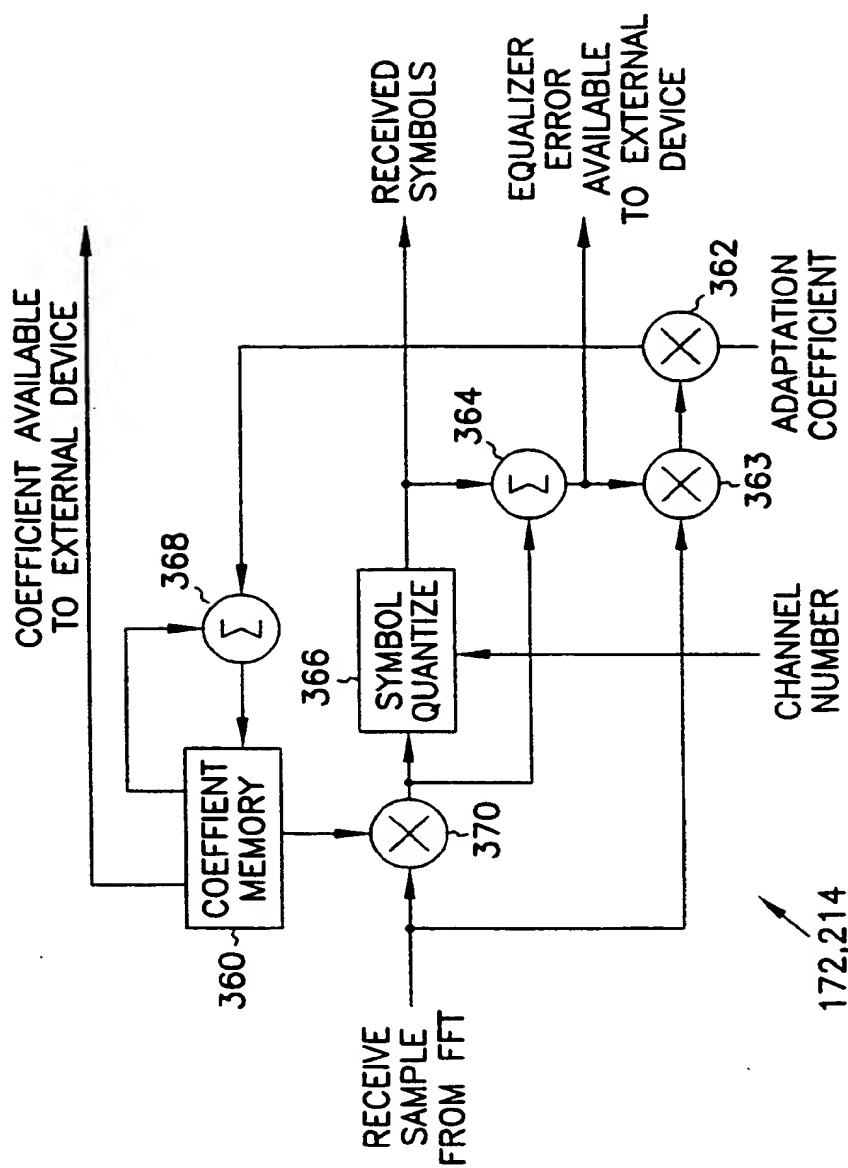 COEFFICIENT AVAILABLE
TO EXTERNAL DEVICE
368
Σ
COEFFIENT
MEMORY
360
RECEIVE
SAMPLE
FROM FFT
370
366
SYMBOL
QUANTIZE
RECEIVED
SYMBOLS
364
Σ
EQUALIZER
ERROR
AVAILABLE
TO EXTERNAL
DEVICE
363
362
CHANNEL
NUMBER
ADAPTATION
COEFFICIENT
172,214